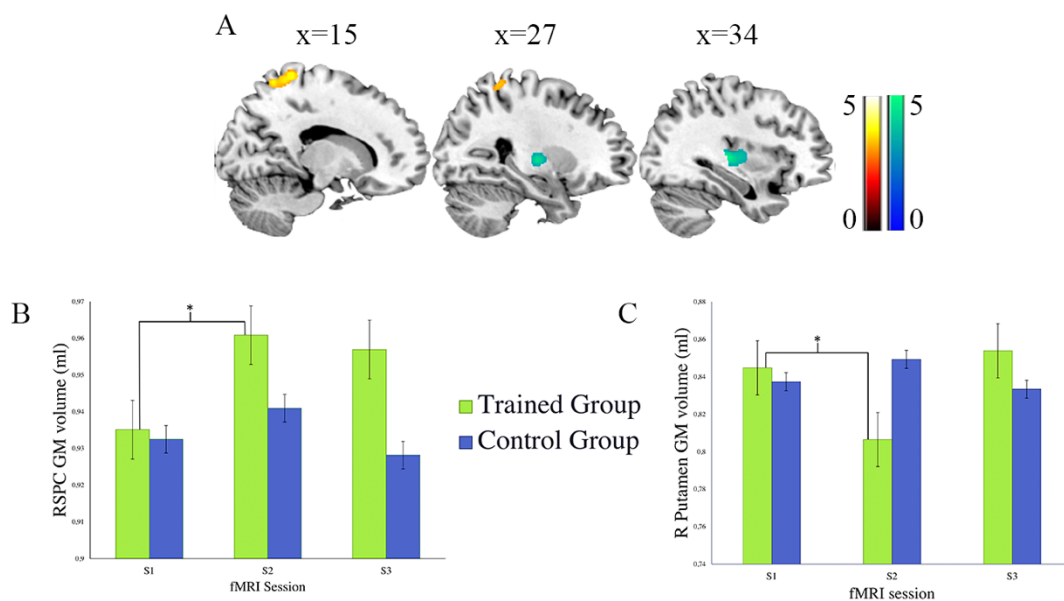 A
x=15
x=27
x=34
5
5
0
0
B
RSPC GM volume (ml)
0,97
0,96
0,95
0,94
0,93
0,92
0,91
0,9
*
S1
S2
S3
fMRI Session
Trained Group
Control Group
C
R Putamen GM volume (ml)
0,88
0,86
0,84
0,82
0,8
0,78
0,76
0,74
*
S1
S2
S3
fMRI session